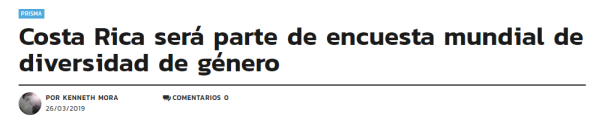 PRISMA
Costa Rica será parte de encuesta mundial de
diversidad de género
POR KENNETH MORA COMENTARIOS 0
26/03/2019